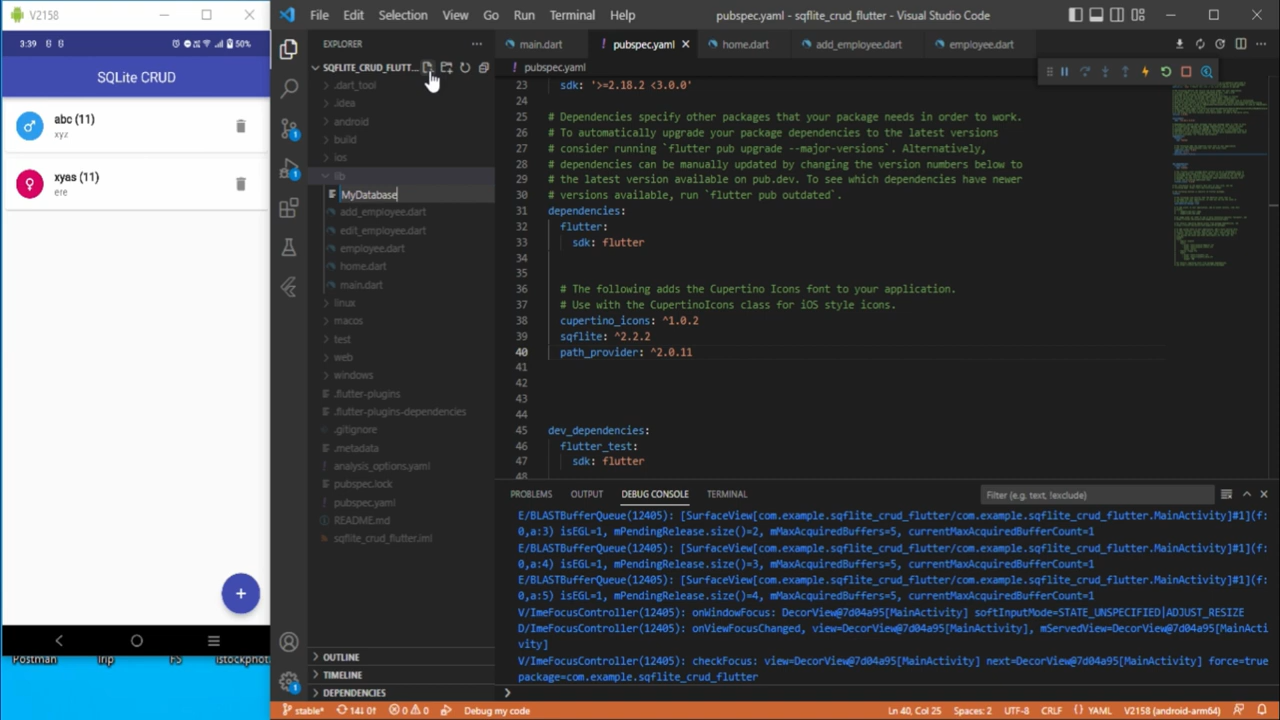 V2158
3:39
50%
SQLite CRUD
abc (11)
xyz
xyas (11)
ere
+
Postman
Trip
FS
File Edit Selection View Go Run Terminal Help
pubspec.yaml - sqflite_crud_flutter - Visual Studio Code
EXPLORER
SQFLITE_CRUD_FLUTT...
.dart_tool
.idea
android
build
ios
lib
MyDatabase
add_employee.dart
edit_employee.dart
employee.dart
home.dart
main.dart
linux
macos
test
web
windows
.flutter-plugins
.flutter-plugins-dependencies
.gitignore
.metadata
analysis_options.yaml
pubspec.lock
pubspec.yaml
README.md
sqflite_crud_flutter.iml
OUTLINE
TIMELINE
DEPENDENCIES
main.dart pubspec.yaml home.dart add_employee.dart employee.dart
pubspec.yaml
23 sdk: '>=2.18.2 <3.0.0'
24
25 # Dependencies specify other packages that your package needs in order to work.
26 # To automatically upgrade your package dependencies to the latest versions
27 # consider running `flutter pub upgrade --major-versions`. Alternatively,
28 # dependencies can be manually updated by changing the version numbers below to
29 # the latest version available on pub.dev. To see which dependencies have newer
30 # versions available, run `flutter pub outdated`.
31 dependencies:
32 flutter:
33 sdk: flutter
34
35
36 # The following adds the Cupertino Icons font to your application.
37 # Use with the CupertinoIcons class for iOS style icons.
38 cupertino_icons: ^1.0.2
39 sqflite: ^2.2.2
40 path_provider: ^2.0.11
41
42
43
44
45 dev_dependencies:
46 flutter_test:
47 sdk: flutter
48
PROBLEMS OUTPUT DEBUG CONSOLE TERMINAL
Filter (e.g. text, !exclude)
E/BLASTBufferQueue(12405): [SurfaceView[com.example.sqflite_crud_flutter/com.example.sqflite_crud_flutter.MainActivity]#1](f:
0,a:3) isEGL=1, mPendingRelease.size()=2, mMaxAcquiredBuffers=5, currentMaxAcquiredBufferCount=1
E/BLASTBufferQueue(12405): [SurfaceView[com.example.sqflite_crud_flutter/com.example.sqflite_crud_flutter.MainActivity]#1](f:
0,a:4) isEGL=1, mPendingRelease.size()=3, mMaxAcquiredBuffers=5, currentMaxAcquiredBufferCount=1
E/BLASTBufferQueue(12405): [SurfaceView[com.example.sqflite_crud_flutter/com.example.sqflite_crud_flutter.MainActivity]#1](f:
0,a:5) isEGL=1, mPendingRelease.size()=4, mMaxAcquiredBuffers=5, currentMaxAcquiredBufferCount=1
V/ImeFocusController(12405): onWindowFocus: DecorView@7d04a95[MainActivity] softInputMode=STATE_UNSPECIFIED|ADJUST_RESIZE
D/ImeFocusController(12405): onViewFocusChanged, view=DecorView@7d04a95[MainActivity], mServedView=DecorView@7d04a95[MainActi
vity]
V/ImeFocusController(12405): checkFocus: view=DecorView@7d04a95[MainActivity] next=DecorView@7d04a95[MainActivity] force=true
package=com.example.sqflite_crud_flutter
stable* 14↓ 0↑ 0 0 Debug my code
Ln 40, Col 25 Spaces: 2 UTF-8 CRLF YAML V2158 (android-arm64)